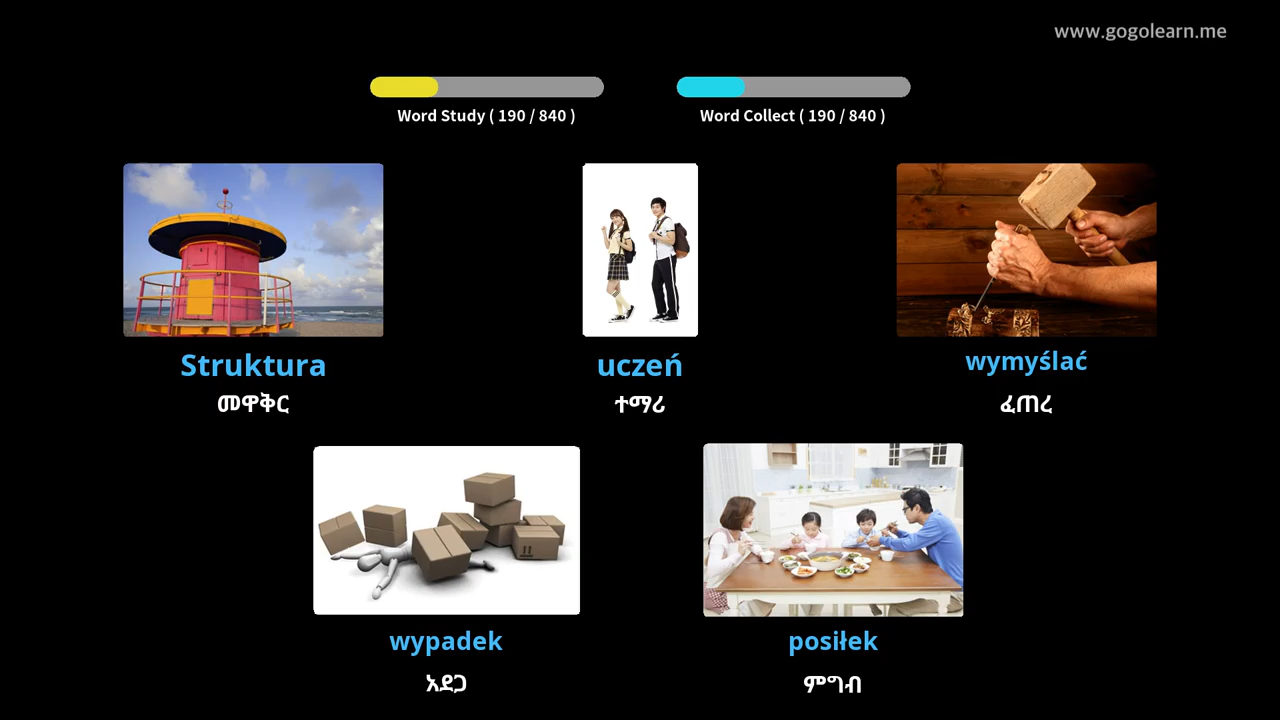 www.gogolearn.me
Word Study ( 190 / 840 )
Word Collect ( 190 / 840 )
Struktura
መዋቅር
uczeń
ተማሪ
wymyślać
ፈጠረ
wypadek
አደጋ
posiłek
ምግብ